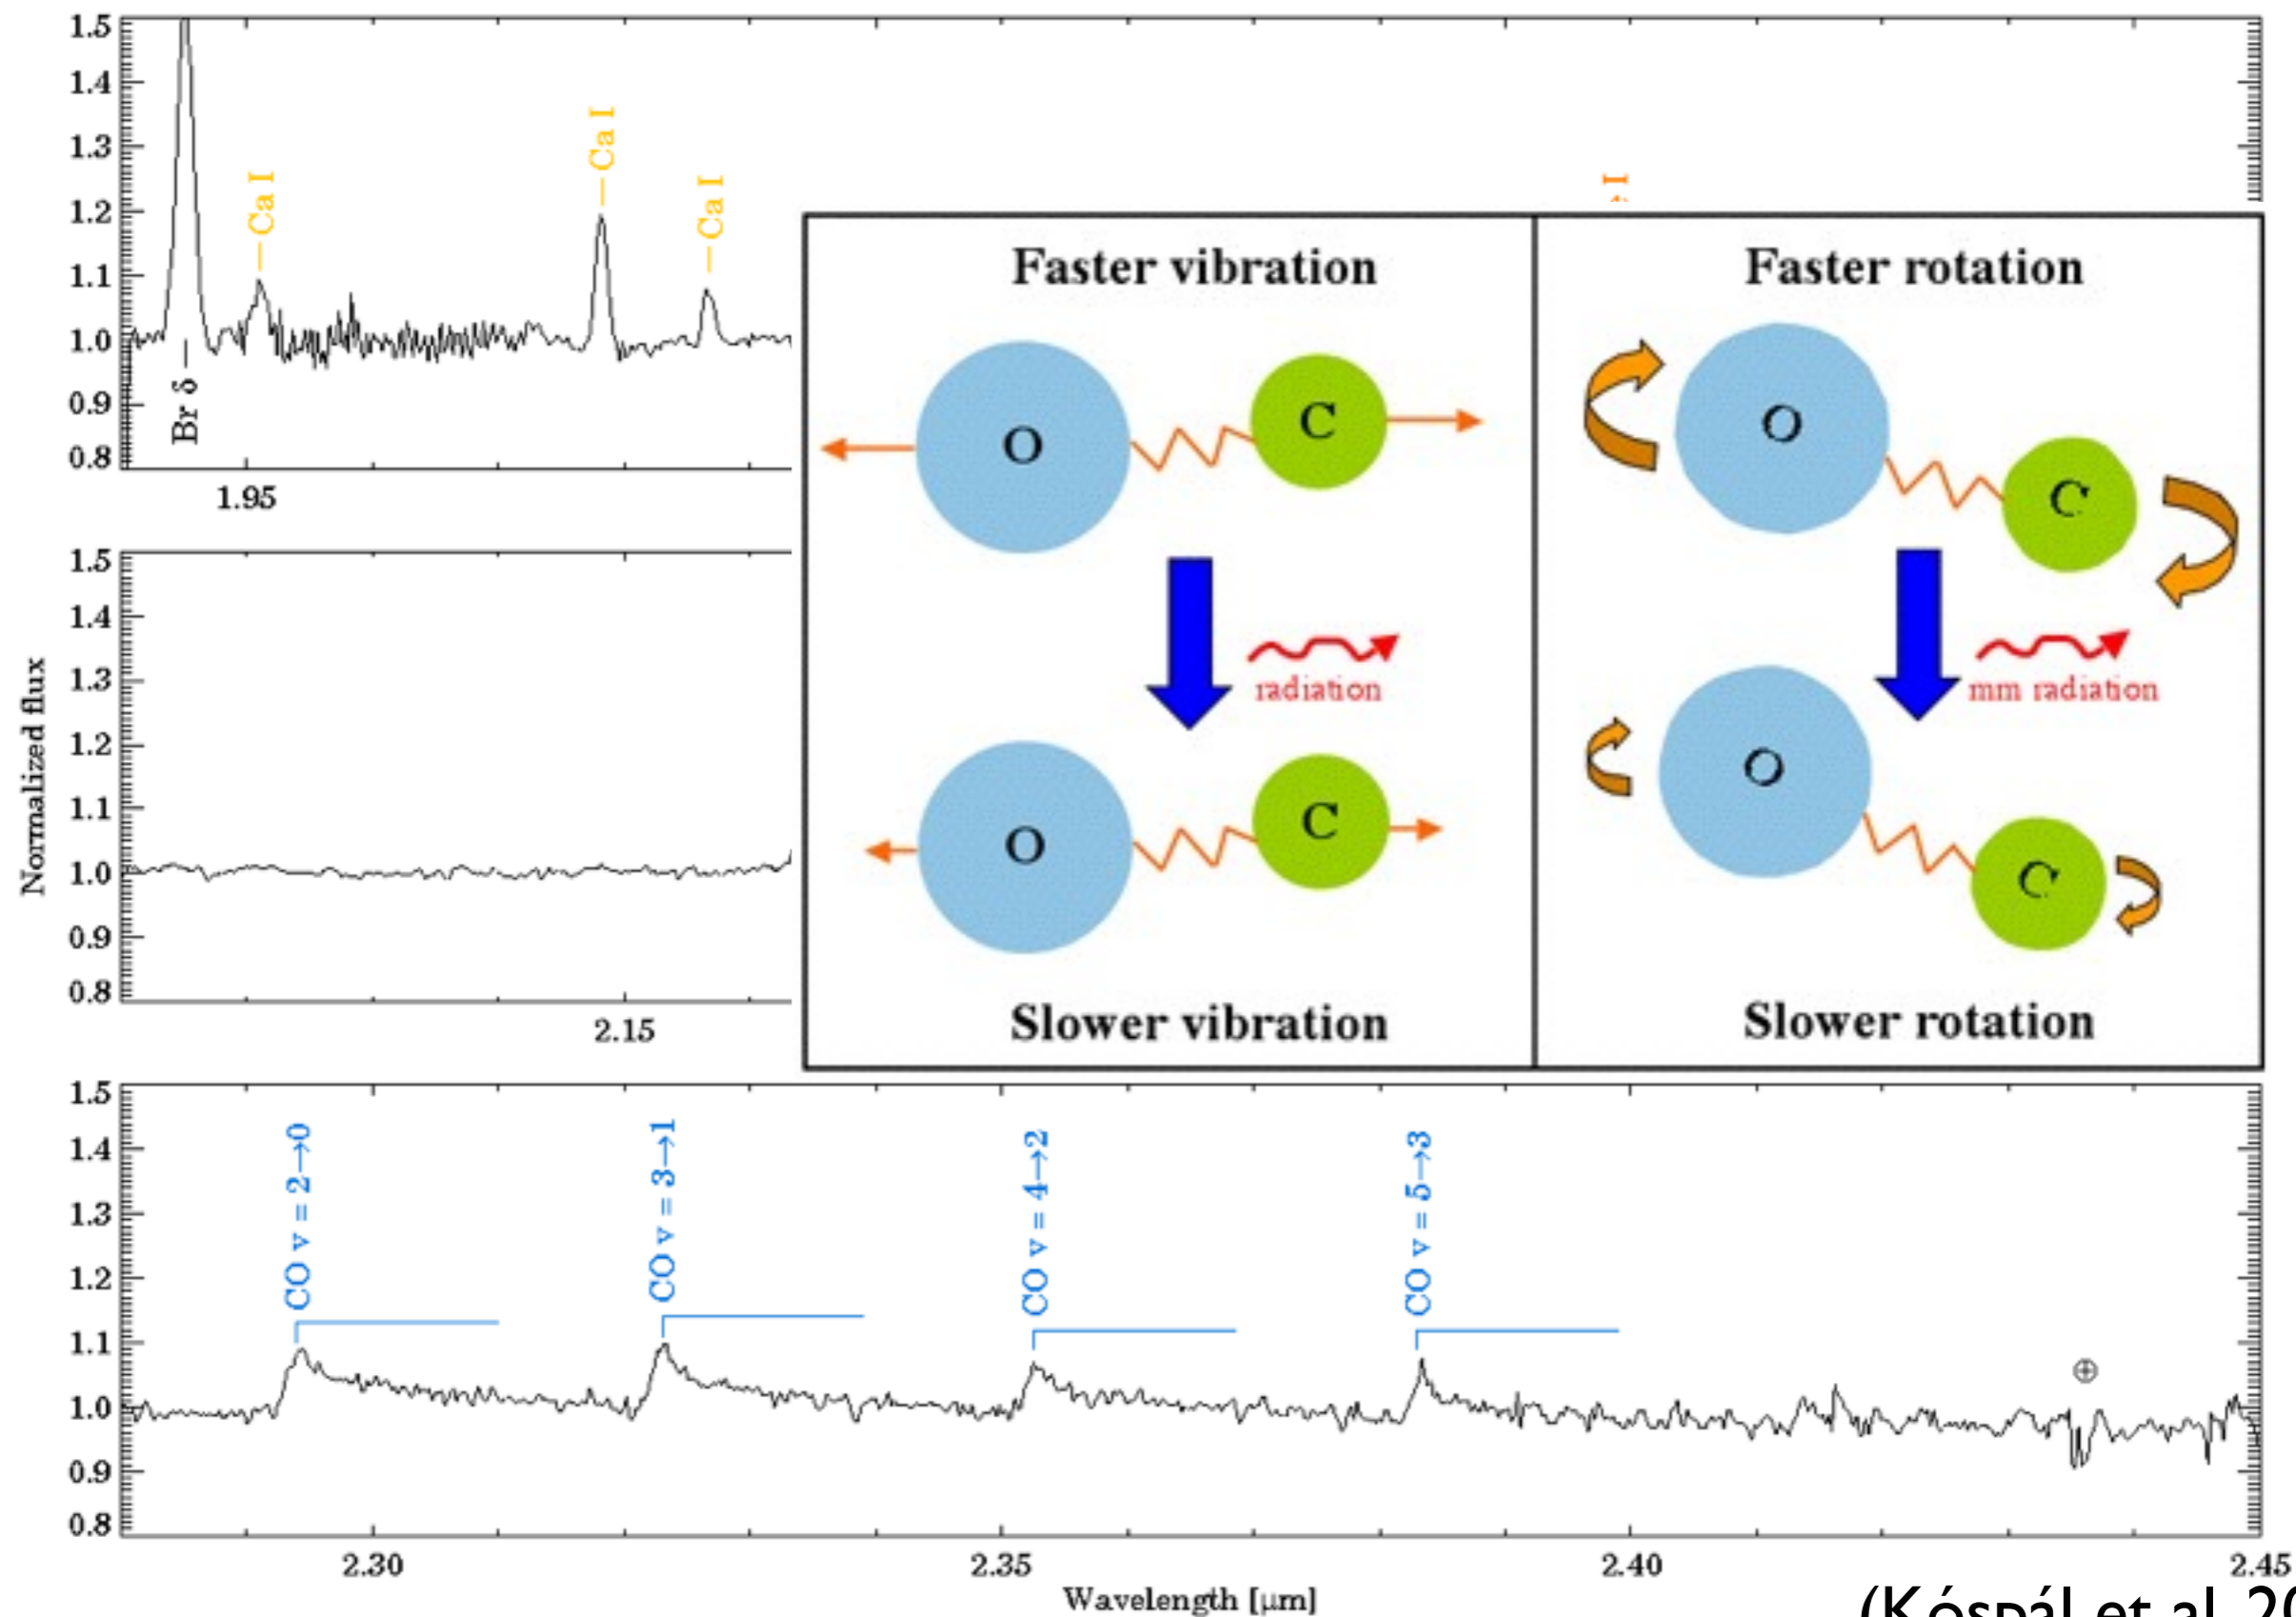 1.5
1.4
1.3
1.2
1.1
1.0
0.9
0.8
Ca I
Ca I
Ca I
I
Br δ
1.95
Faster vibration
Faster rotation
O
C
O
C
radiation
mm radiation
O
C
O
C
Slower vibration
Slower rotation
Normalized flux
1.5
1.4
1.3
1.2
1.1
1.0
0.9
0.8
2.15
1.5
1.4
1.3
1.2
1.1
1.0
0.9
0.8
CO v = 2→0
CO v = 3→1
CO v = 4→2
CO v = 5→3
2.30
2.35
2.40
2.45
Wavelength [μm]
(Kóspál et al 20